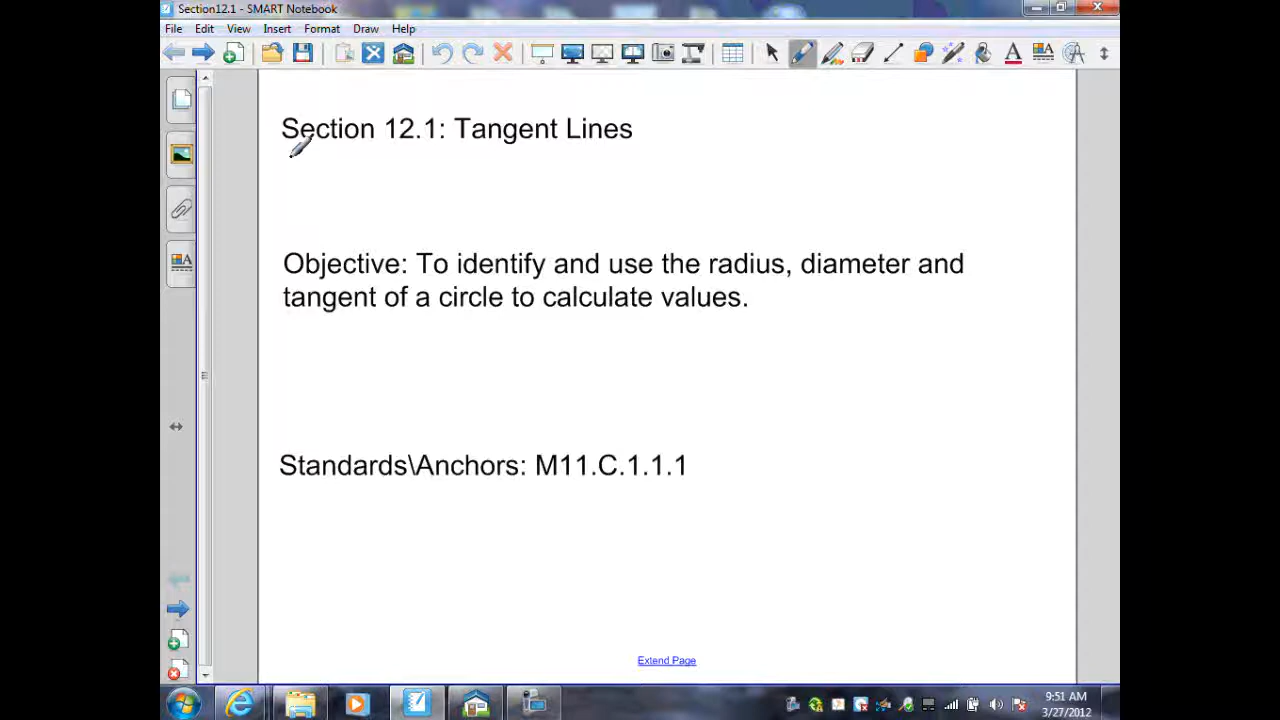 Section12.1 - SMART Notebook
File Edit View Insert Format Draw Help
Section 12.1: Tangent Lines
Objective: To identify and use the radius, diameter and
tangent of a circle to calculate values.
Standards\Anchors: M11.C.1.1.1
Extend Page
9:51 AM
3/27/2012